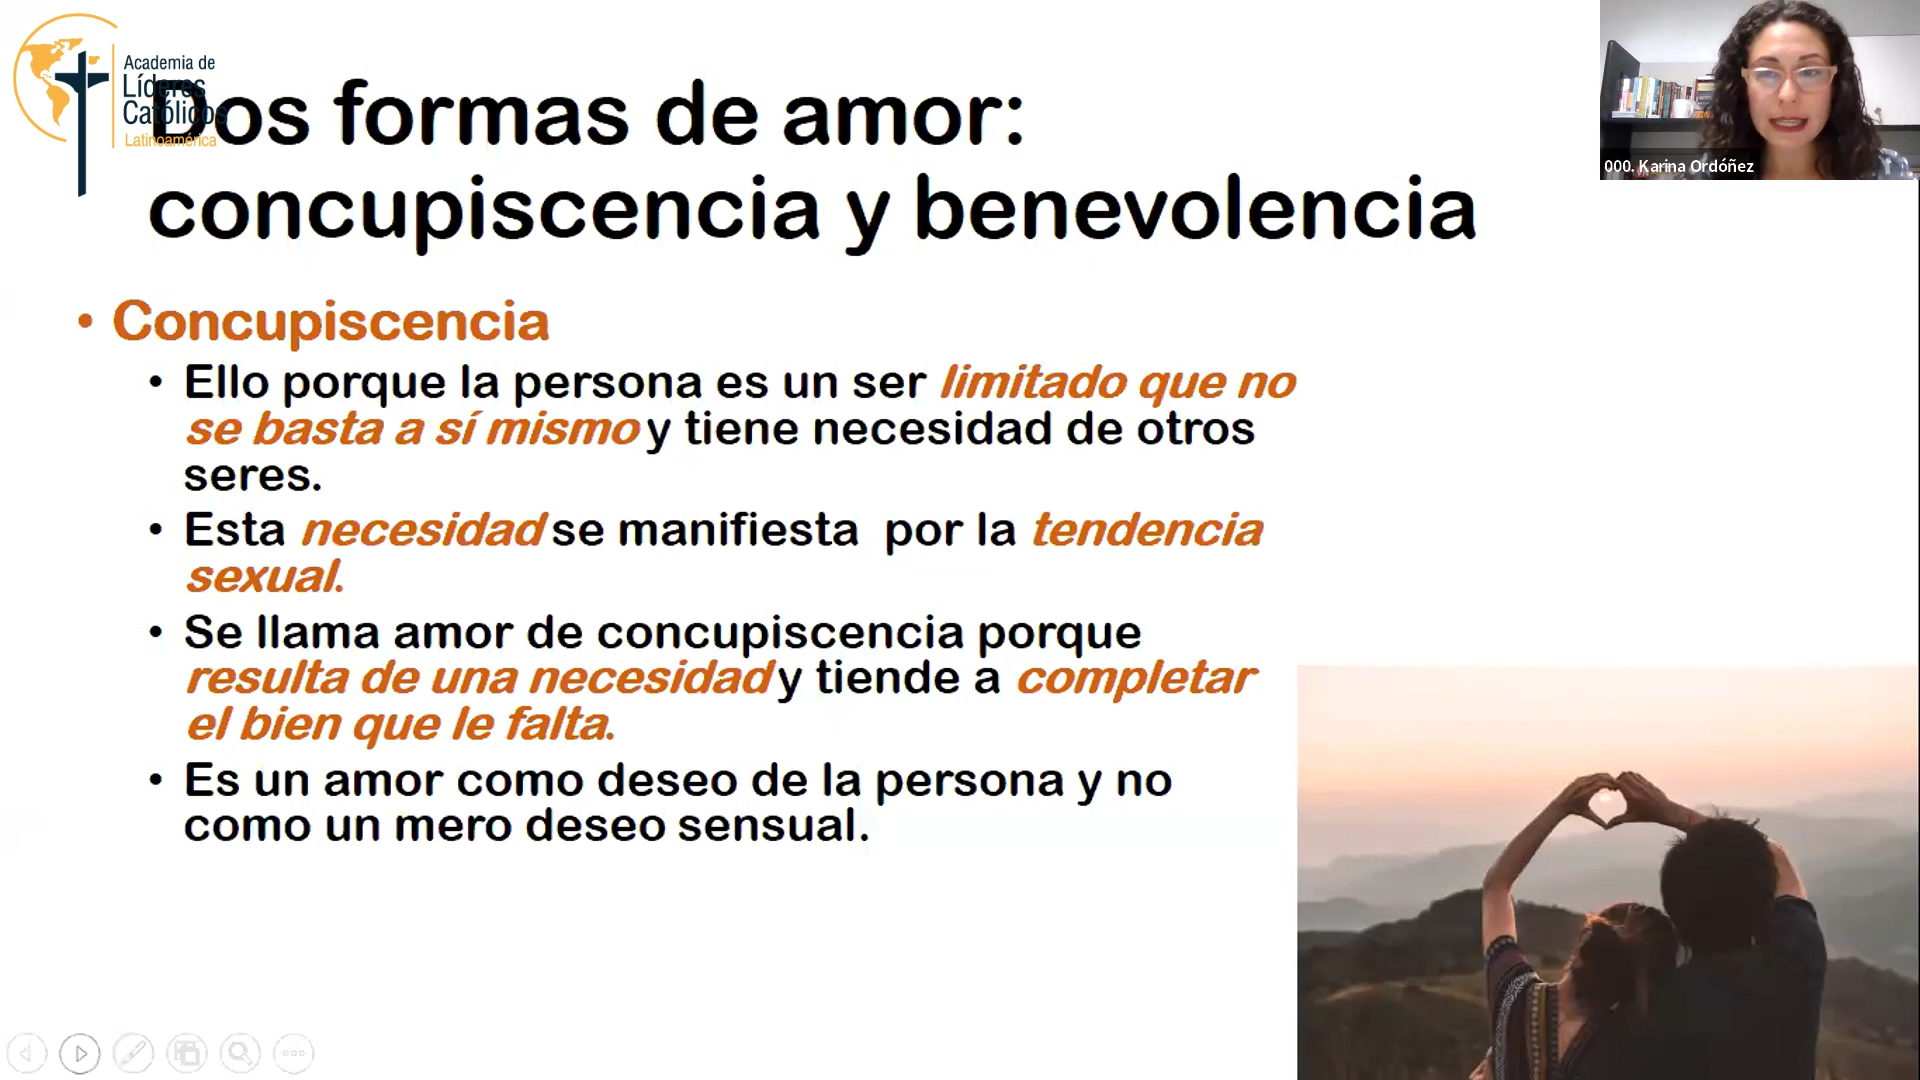 Academia de
Líderes
Católicos
Latinoamérica
Dos formas de amor:
concupiscencia y benevolencia
000. Karina Ordóñez
• Concupiscencia
• Ello porque la persona es un ser limitado que no
se basta a sí mismo y tiene necesidad de otros
seres.
• Esta necesidad se manifiesta por la tendencia
sexual.
• Se llama amor de concupiscencia porque
resulta de una necesidad y tiende a completar
el bien que le falta.
• Es un amor como deseo de la persona y no
como un mero deseo sensual.